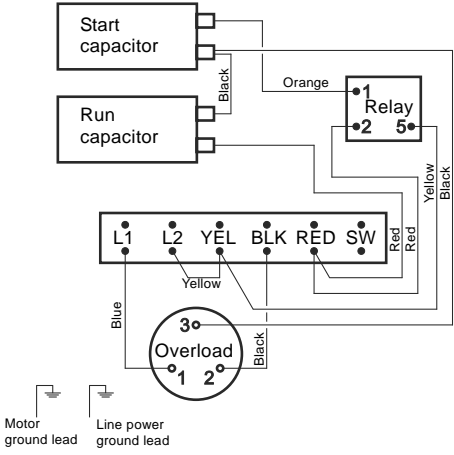 Start
capacitor
Run
capacitor
Black
Orange
1
Relay
2 5
Yellow
Black
Red
Red
L1 L2 YEL BLK RED SW
Yellow
Blue
Black
3
Overload
1 2
Motor
ground lead
Line power
ground lead